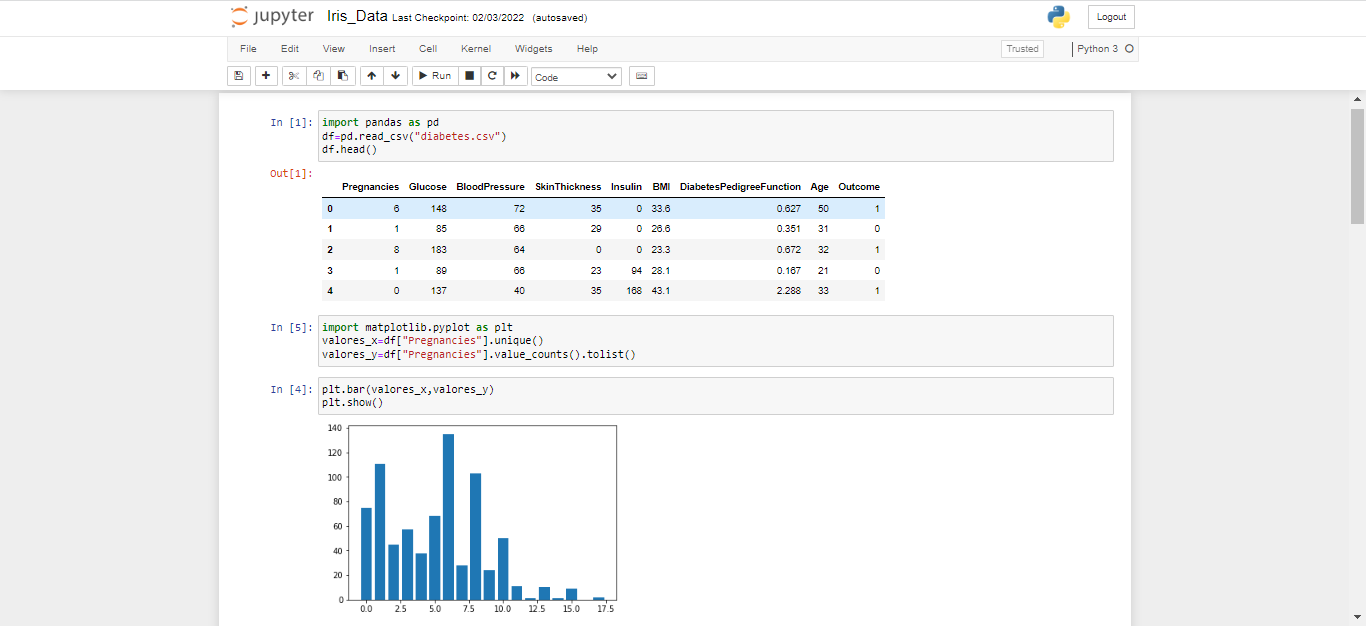 jupyter Iris_Data Last Checkpoint: 02/03/2022 (autosaved) Logout
File Edit View Insert Cell Kernel Widgets Help Trusted Python 3
Run Code
In [1]: import pandas as pd
df=pd.read_csv("diabetes.csv")
df.head()
Out[1]:
Pregnancies Glucose BloodPressure SkinThickness Insulin BMI DiabetesPedigreeFunction Age Outcome
0 6 148 72 35 0 33.6 0.627 50 1
1 1 85 66 29 0 26.6 0.351 31 0
2 8 183 64 0 0 23.3 0.672 32 1
3 1 89 66 23 94 28.1 0.167 21 0
4 0 137 40 35 168 43.1 2.288 33 1
In [5]: import matplotlib.pyplot as plt
valores_x=df["Pregnancies"].unique()
valores_y=df["Pregnancies"].value_counts().tolist()
In [4]: plt.bar(valores_x,valores_y)
plt.show()
140
120
100
80
60
40
20
0
0.0 2.5 5.0 7.5 10.0 12.5 15.0 17.5